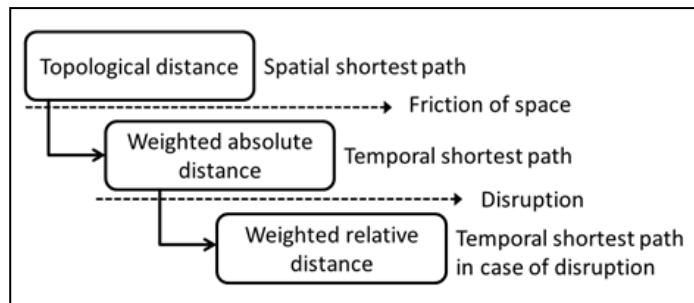 Topological distance Spatial shortest path
Friction of space
Weighted absolute
distance
Temporal shortest path
Disruption
Weighted relative
distance
Temporal shortest path
in case of disruption